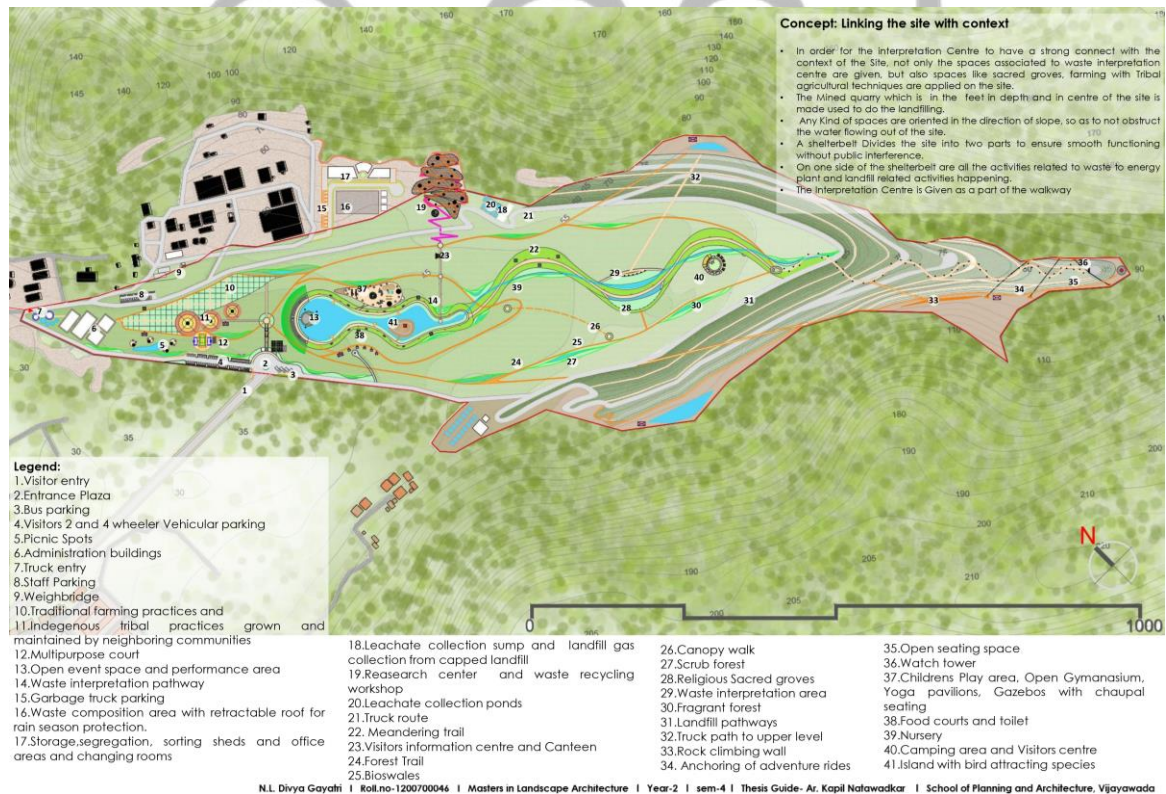 Concept: Linking the site with context
• In order for the interpretation Centre to have a strong connect with the
context of the Site, not only the spaces associated to waste interpretation
centre are given, but also spaces like sacred groves, farming with Tribal
agricultural techniques are applied on the site.
• The Mined quarry which is in the feet in depth and in centre of the site is
made used to do the landfilling.
• Any Kind of spaces are oriented in the direction of slope, so as to not obstruct
the water flowing out of the site.
• A shelterbelt Divides the site into two parts to ensure smooth functioning
without public interference.
• On one side of the shelterbelt are all the activities related to waste to energy
plant and landfill related activities happening.
• The Interpretation Centre is Given as a part of the walkway
Legend:
1.Visitor entry
2.Entrance Plaza
3.Bus parking
4.Visitors 2 and 4 wheeler Vehicular parking
5.Picnic Spots
6.Administration buildings
7.Truck entry
8.Staff Parking
9.Weighbridge
10.Traditional farming practices and
11.Indegenous tribal practices grown and
maintained by neighboring communities
12.Multipurpose court
13.Open event space and performance area
14.Waste interpretation pathway
15.Garbage truck parking
16.Waste composition area with retractable roof for
rain season protection.
17.Storage,segregation, sorting sheds and office
areas and changing rooms
18.Leachate collection sump and landfill gas
collection from capped landfill
19.Reasearch center and waste recycling
workshop
20.Leachate collection ponds
21.Truck route
22. Meandering trail
23.Visitors information centre and Canteen
24.Forest Trail
25.Bioswales
26.Canopy walk
27.Scrub forest
28.Religious Sacred groves
29.Waste interpretation area
30.Fragrant forest
31.Landfill pathways
32.Truck path to upper level
33.Rock climbing wall
34. Anchoring of adventure rides
35.Open seating space
36.Watch tower
37.Childrens Play area, Open Gymanasium,
Yoga pavilions, Gazebos with chaupal
seating
38.Food courts and toilet
39.Nursery
40.Camping area and Visitors centre
41.Island with bird attracting species
N
0
1000
N.L. Divya Gayatri I Roll.no-1200700046 I Masters in Landscape Architecture I Year-2 I sem-4 I Thesis Guide- Ar. Kapil Natawadkar I School of Planning and Architecture, Vijayawada